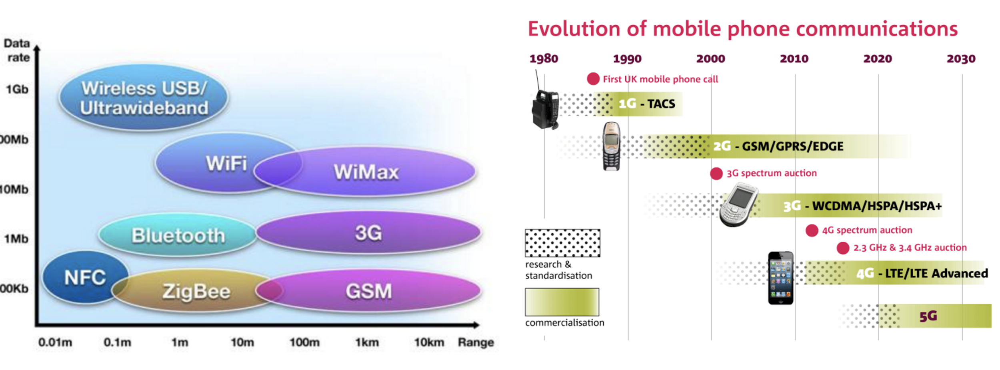 Data
rate
1Gb
00Mb
10Mb
1Mb
00Kb
Wireless USB/
Ultrawideband
WiFi
WiMax
Bluetooth
3G
NFC
ZigBee
GSM
0.01m 0.1m 1m 10m 100m 1km 10km Range
Evolution of mobile phone communications
1980 1990 2000 2010 2020 2030
First UK mobile phone call
1G - TACS
2G - GSM/GPRS/EDGE
3G spectrum auction
3G - WCDMA/HSPA/HSPA+
4G spectrum auction
2.3 GHz & 3.4 GHz auction
4G - LTE/LTE Advanced
5G
research &
standardisation
commercialisation